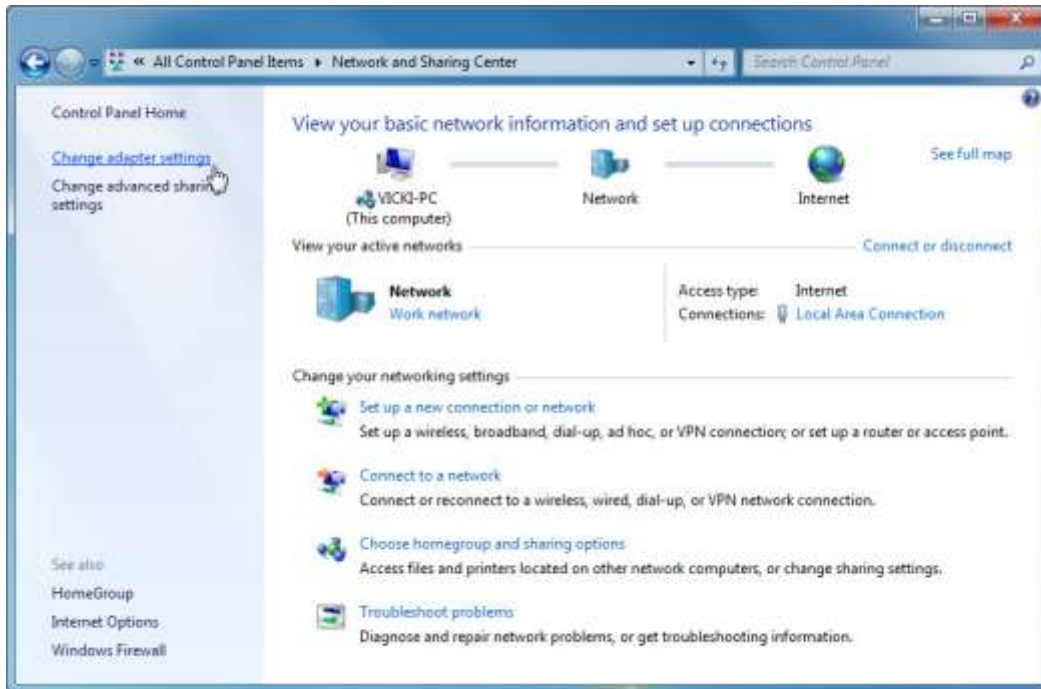 « All Control Panel Items ▸ Network and Sharing Center
Search Control Panel
Control Panel Home
Change adapter settings
Change advanced sharing
settings
See also
HomeGroup
Internet Options
Windows Firewall
View your basic network information and set up connections
See full map
VICKI-PC
(This computer)
Network
Internet
View your active networks
Connect or disconnect
Network
Work network
Access type: Internet
Connections: Local Area Connection
Change your networking settings
Set up a new connection or network
Set up a wireless, broadband, dial-up, ad hoc, or VPN connection; or set up a router or access point.
Connect to a network
Connect or reconnect to a wireless, wired, dial-up, or VPN network connection.
Choose homegroup and sharing options
Access files and printers located on other network computers, or change sharing settings.
Troubleshoot problems
Diagnose and repair network problems, or get troubleshooting information.